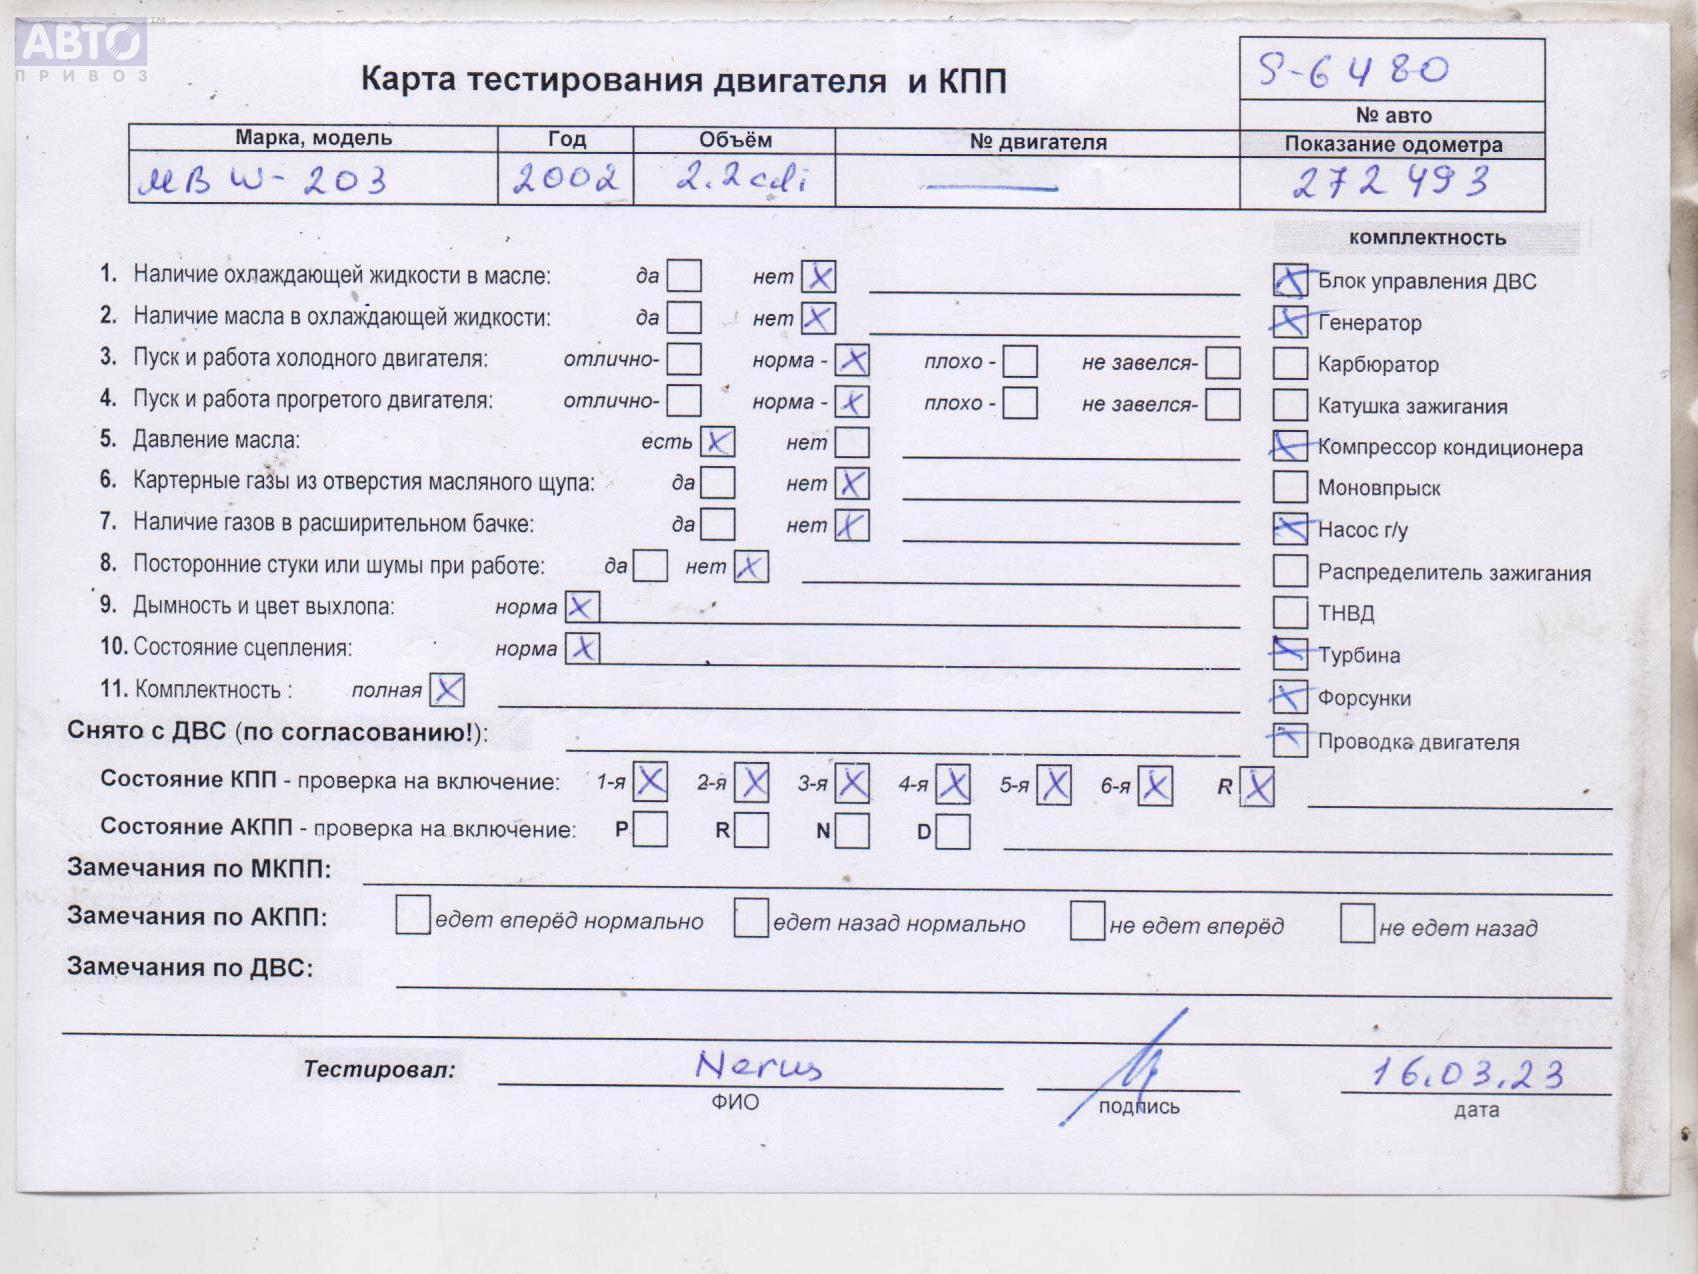 АВТО™
ПРИВОЗ
Карта тестирования двигателя и КПП
S-6480
№ авто
Марка, модель Год Объём № двигателя Показание одометра
MB W-203 2002 2.2cdi — 272 493
комплектность
1. Наличие охлаждающей жидкости в масле: да нет X
Блок управления ДВС
2. Наличие масла в охлаждающей жидкости: да нет X
Генератор
3. Пуск и работа холодного двигателя: отлично- норма - X плохо - не завелся-
Карбюратор
4. Пуск и работа прогретого двигателя: отлично- норма - X плохо - не завелся-
Катушка зажигания
5. Давление масла: есть X нет
Компрессор кондиционера
6. Картерные газы из отверстия масляного щупа: да нет X
Моновпрыск
7. Наличие газов в расширительном бачке: да нет X
Насос г/у
8. Посторонние стуки или шумы при работе: да нет X
Распределитель зажигания
9. Дымность и цвет выхлопа: норма X
ТНВД
10. Состояние сцепления: норма X
Турбина
11. Комплектность : полная X
Форсунки
Снято с ДВС (по согласованию!):
Проводка двигателя
Состояние КПП - проверка на включение: 1-я X 2-я X 3-я X 4-я X 5-я X 6-я X R X
Состояние АКПП - проверка на включение: P R N D
Замечания по МКПП:
Замечания по АКПП: едет вперёд нормально едет назад нормально не едет вперёд не едет назад
Замечания по ДВС:
Тестировал: Nerus 16.03.23
ФИО подпись дата